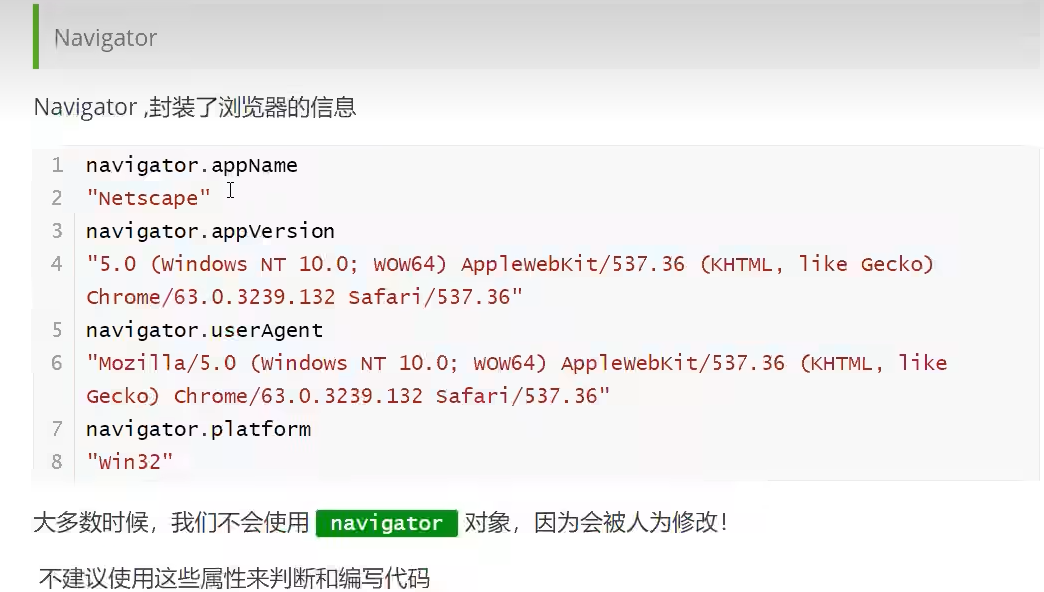 Navigator
Navigator ,封装了浏览器的信息
1 navigator.appName
2 "Netscape"
3 navigator.appVersion
4 "5.0 (Windows NT 10.0; WOW64) AppleWebKit/537.36 (KHTML, like Gecko)
Chrome/63.0.3239.132 Safari/537.36"
5 navigator.userAgent
6 "Mozilla/5.0 (Windows NT 10.0; WOW64) AppleWebKit/537.36 (KHTML, like
Gecko) Chrome/63.0.3239.132 Safari/537.36"
7 navigator.platform
8 "Win32"
大多数时候，我们不会使用 navigator 对象，因为会被人为修改！
不建议使用这些属性来判断和编写代码